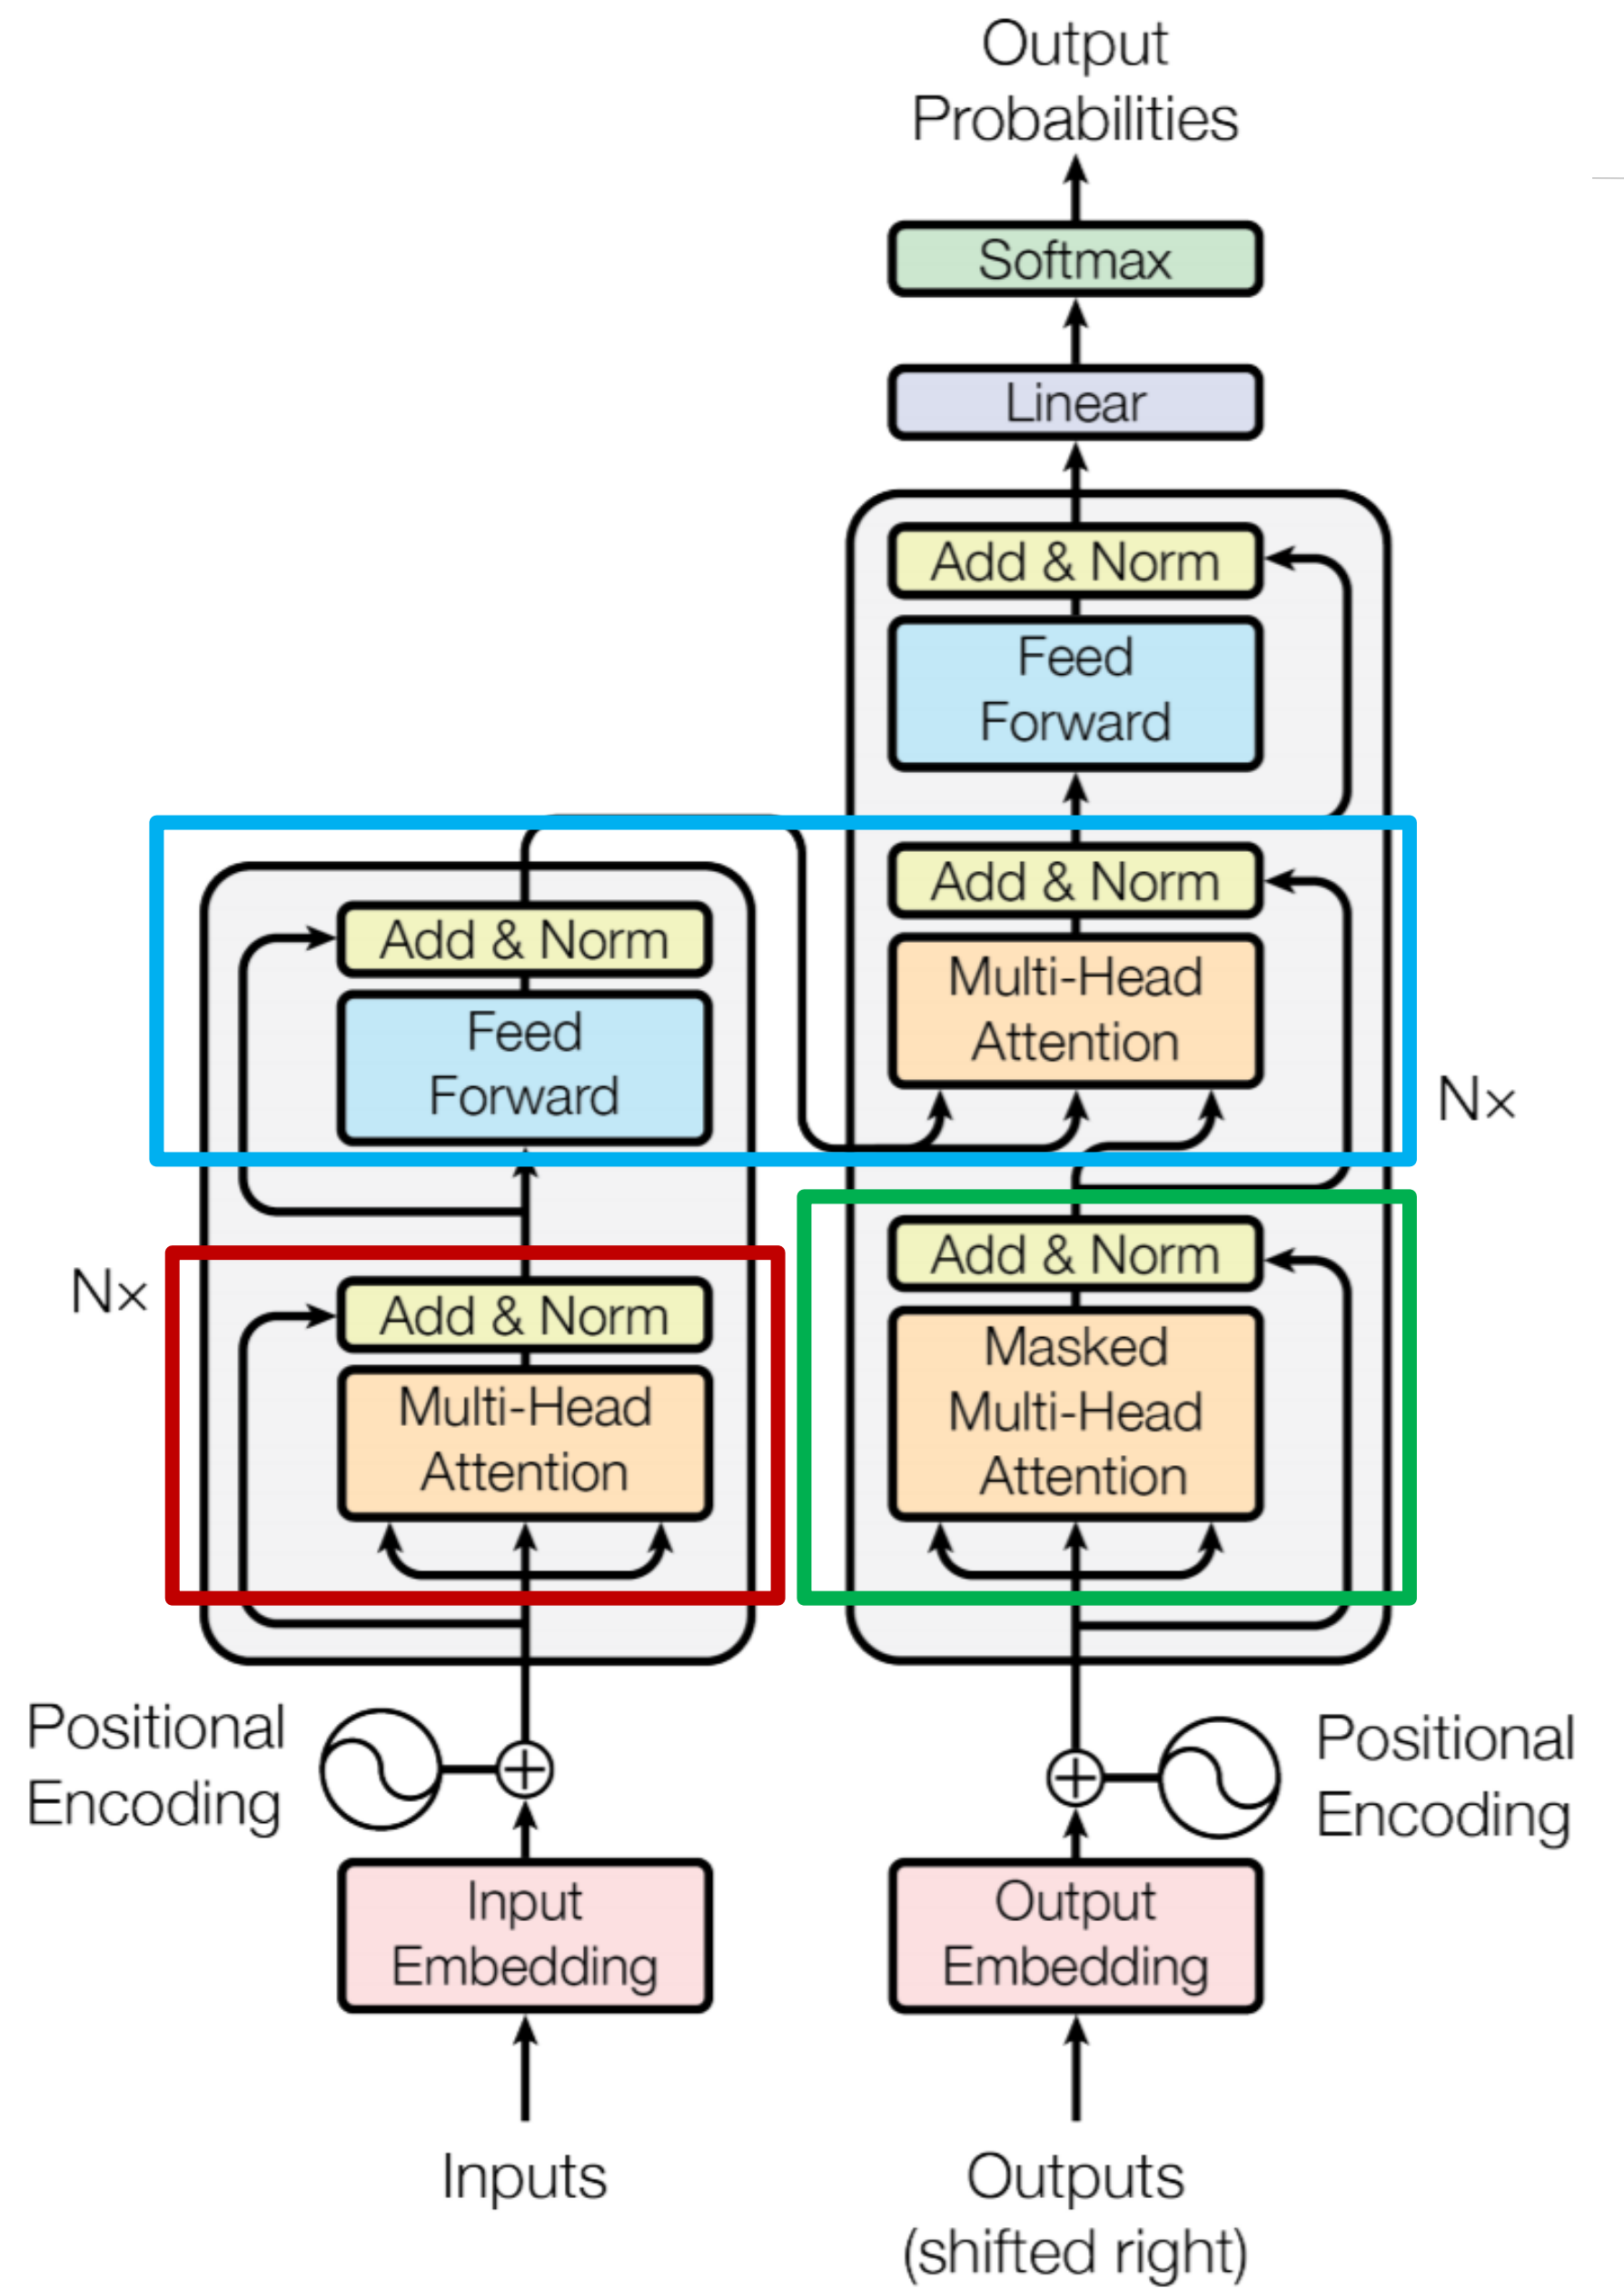 Output
Probabilities
Softmax
Linear
Add & Norm
Feed
Forward
Add & Norm
Multi-Head
Attention
Nx
Add & Norm
Masked
Multi-Head
Attention
Add & Norm
Feed
Forward
Nx
Add & Norm
Multi-Head
Attention
Positional
Encoding
Positional
Encoding
Input
Embedding
Output
Embedding
Inputs
Outputs
(shifted right)